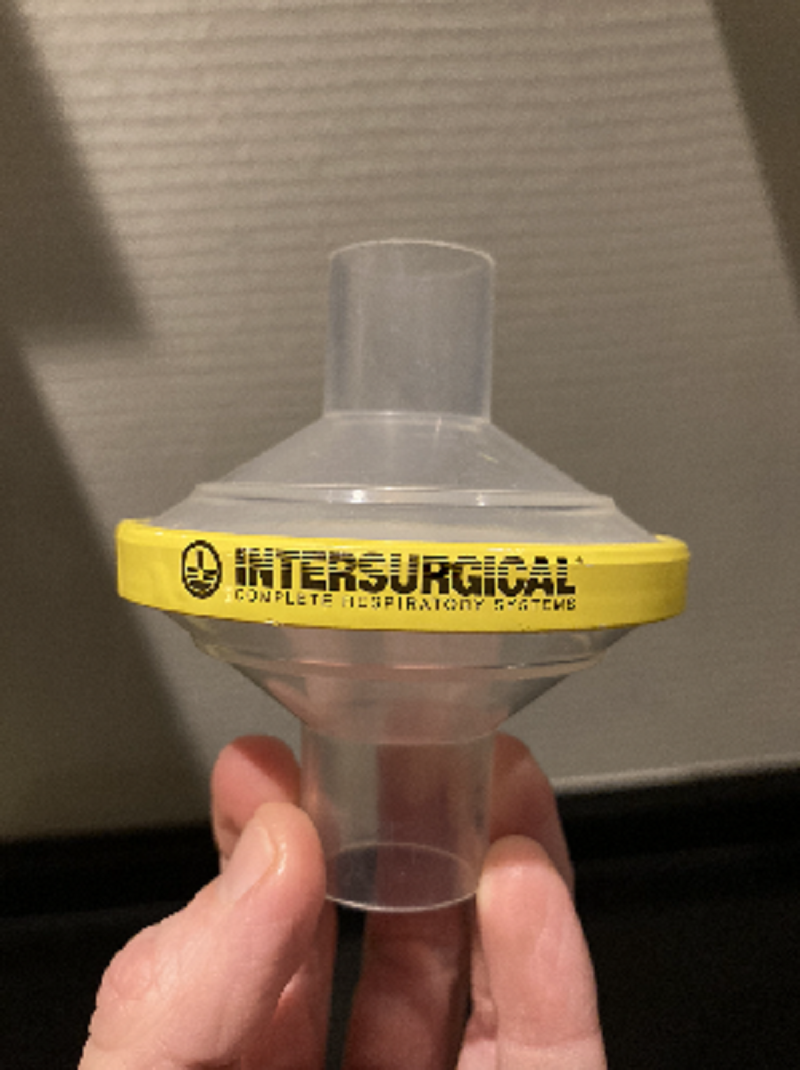 INTERSURGICAL
COMPLETE RESPIRATORY SYSTEMS